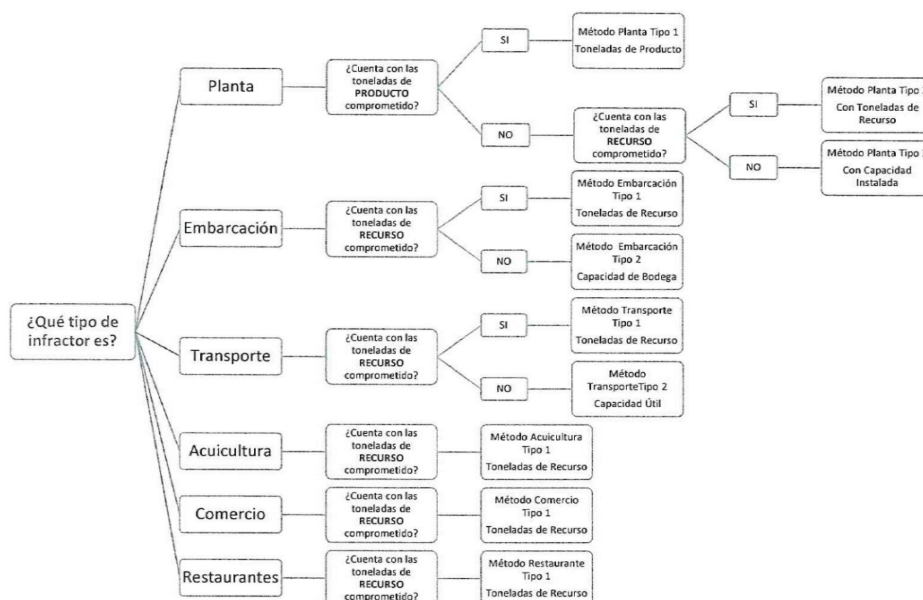 ¿Qué tipo de
infractor es?
Planta
¿Cuenta con las
toneladas de
PRODUCTO
comprometido?
SI
Método Planta Tipo 1
Toneladas de Producto
NO
¿Cuenta con las
toneladas de
RECURSO
comprometido?
SI
Método Planta Tipo
Con Toneladas de
Recurso
NO
Método Planta Tipo
Con Capacidad
Instalada
Embarcación
¿Cuenta con las
toneladas de
RECURSO
comprometido?
SI
Método Embarcación
Tipo 1
Toneladas de Recurso
NO
Método Embarcación
Tipo 2
Capacidad de Bodega
Transporte
¿Cuenta con las
toneladas de
RECURSO
comprometido?
SI
Método Transporte
Tipo 1
Toneladas de Recurso
NO
Método
TransporteTipo 2
Capacidad Útil
Acuicultura
¿Cuenta con las
toneladas de
RECURSO
comprometido?
Método Acuicultura
Tipo 1
Toneladas de Recurso
Comercio
¿Cuenta con las
toneladas de
RECURSO
comprometido?
Método Comercio
Tipo 1
Toneladas de Recurso
Restaurantes
¿Cuenta con las
toneladas de
RECURSO
comprometido?
Método Restaurante
Tipo 1
Toneladas de Recurso